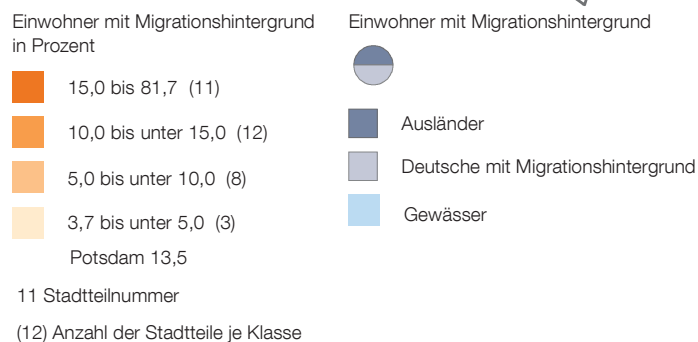 Einwohner mit Migrationshintergrund
in Prozent
15,0 bis 81,7 (11)
10,0 bis unter 15,0 (12)
5,0 bis unter 10,0 (8)
3,7 bis unter 5,0 (3)
Potsdam 13,5
11 Stadtteilnummer
(12) Anzahl der Stadtteile je Klasse
Einwohner mit Migrationshintergrund
Ausländer
Deutsche mit Migrationshintergrund
Gewässer